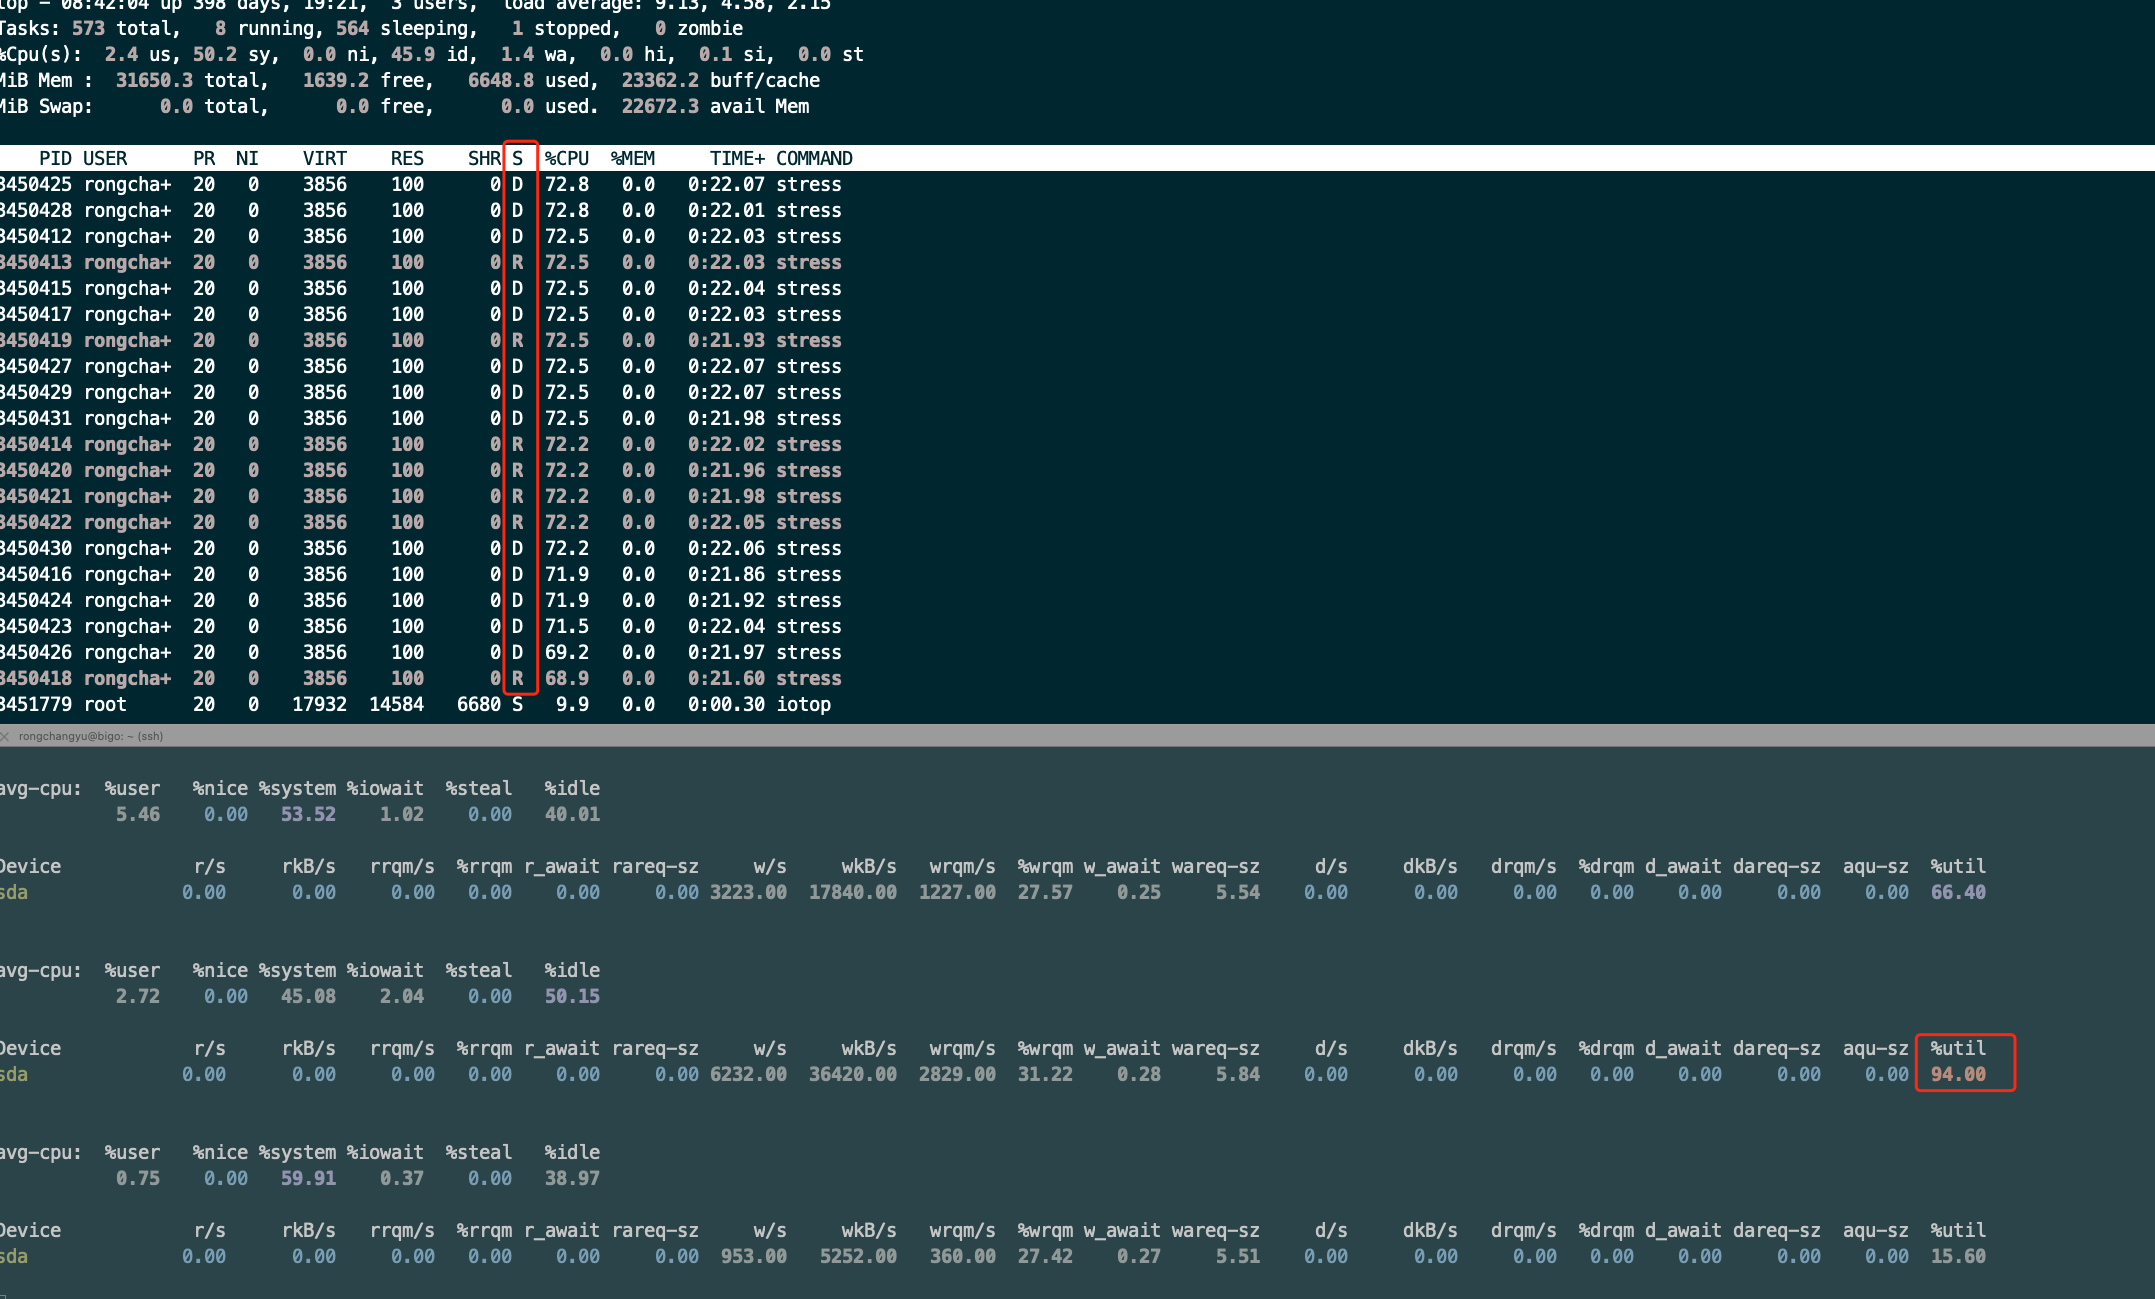 top - 08:42:04 up 398 days, 19:21,  3 users,  load average: 9.13, 4.58, 2.15
Tasks: 573 total,   8 running, 564 sleeping,   1 stopped,   0 zombie
%Cpu(s):  2.4 us, 50.2 sy,  0.0 ni, 45.9 id,  1.4 wa,  0.0 hi,  0.1 si,  0.0 st
MiB Mem :  31650.3 total,   1639.2 free,   6648.8 used,  23362.2 buff/cache
MiB Swap:      0.0 total,      0.0 free,      0.0 used.  22672.3 avail Mem
PID USER      PR  NI    VIRT    RES    SHR S  %CPU  %MEM     TIME+ COMMAND
3450425 rongcha+  20   0    3856    100      0 D  72.8   0.0   0:22.07 stress
3450428 rongcha+  20   0    3856    100      0 D  72.8   0.0   0:22.01 stress
3450412 rongcha+  20   0    3856    100      0 D  72.5   0.0   0:22.03 stress
3450413 rongcha+  20   0    3856    100      0 R  72.5   0.0   0:22.03 stress
3450415 rongcha+  20   0    3856    100      0 D  72.5   0.0   0:22.04 stress
3450417 rongcha+  20   0    3856    100      0 D  72.5   0.0   0:22.03 stress
3450419 rongcha+  20   0    3856    100      0 R  72.5   0.0   0:21.93 stress
3450427 rongcha+  20   0    3856    100      0 D  72.5   0.0   0:22.07 stress
3450429 rongcha+  20   0    3856    100      0 D  72.5   0.0   0:22.07 stress
3450431 rongcha+  20   0    3856    100      0 D  72.5   0.0   0:21.98 stress
3450414 rongcha+  20   0    3856    100      0 R  72.2   0.0   0:22.02 stress
3450420 rongcha+  20   0    3856    100      0 R  72.2   0.0   0:21.96 stress
3450421 rongcha+  20   0    3856    100      0 R  72.2   0.0   0:21.98 stress
3450422 rongcha+  20   0    3856    100      0 R  72.2   0.0   0:22.05 stress
3450430 rongcha+  20   0    3856    100      0 D  72.2   0.0   0:22.06 stress
3450416 rongcha+  20   0    3856    100      0 D  71.9   0.0   0:21.86 stress
3450424 rongcha+  20   0    3856    100      0 D  71.9   0.0   0:21.92 stress
3450423 rongcha+  20   0    3856    100      0 D  71.5   0.0   0:22.04 stress
3450426 rongcha+  20   0    3856    100      0 D  69.2   0.0   0:21.97 stress
3450418 rongcha+  20   0    3856    100      0 R  68.9   0.0   0:21.60 stress
3451779 root      20   0   17932  14584   6680 S   9.9   0.0   0:00.30 iotop
rongchangyu@bigo: ~ (ssh)
avg-cpu:  %user   %nice %system %iowait  %steal   %idle
5.46    0.00   53.52    1.02    0.00   40.01
Device            r/s     rkB/s   rrqm/s  %rrqm r_await rareq-sz     w/s     wkB/s   wrqm/s  %wrqm w_await wareq-sz     d/s     dkB/s   drqm/s  %drqm d_await dareq-sz  aqu-sz  %util
sda              0.00      0.00     0.00   0.00    0.00     0.00 3223.00  17840.00  1227.00  27.57    0.25     5.54    0.00      0.00     0.00   0.00    0.00     0.00    0.00  66.40
avg-cpu:  %user   %nice %system %iowait  %steal   %idle
2.72    0.00   45.08    2.04    0.00   50.15
Device            r/s     rkB/s   rrqm/s  %rrqm r_await rareq-sz     w/s     wkB/s   wrqm/s  %wrqm w_await wareq-sz     d/s     dkB/s   drqm/s  %drqm d_await dareq-sz  aqu-sz  %util
sda              0.00      0.00     0.00   0.00    0.00     0.00 6232.00  36420.00  2829.00  31.22    0.28     5.84    0.00      0.00     0.00   0.00    0.00     0.00    0.00  94.00
avg-cpu:  %user   %nice %system %iowait  %steal   %idle
0.75    0.00   59.91    0.37    0.00   38.97
Device            r/s     rkB/s   rrqm/s  %rrqm r_await rareq-sz     w/s     wkB/s   wrqm/s  %wrqm w_await wareq-sz     d/s     dkB/s   drqm/s  %drqm d_await dareq-sz  aqu-sz  %util
sda              0.00      0.00     0.00   0.00    0.00     0.00  953.00   5252.00   360.00  27.42    0.27     5.51    0.00      0.00     0.00   0.00    0.00     0.00    0.00  15.60